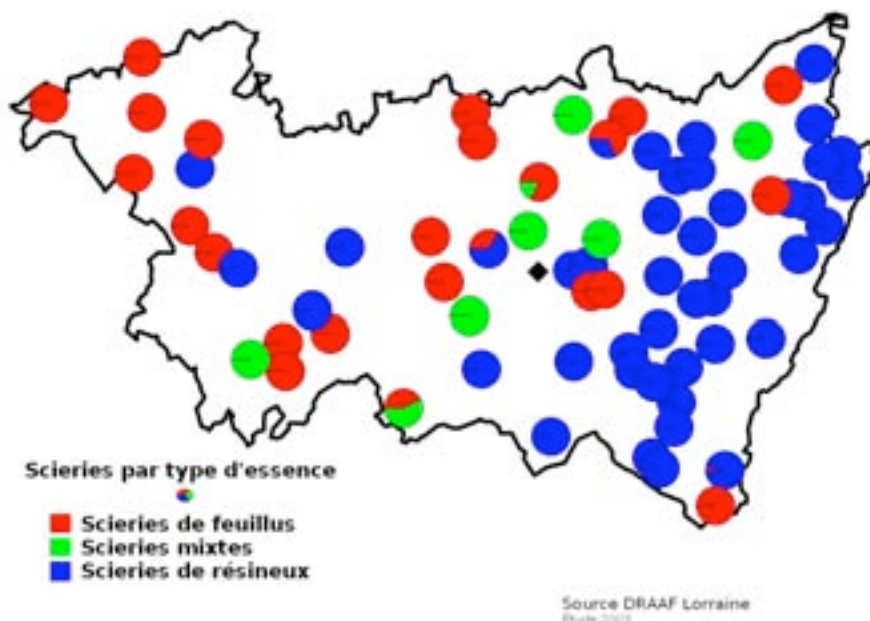 Scieries par type d'essence
Scieries de feuillus
Scieries mixtes
Scieries de résineux
Source DRAAF Lorraine